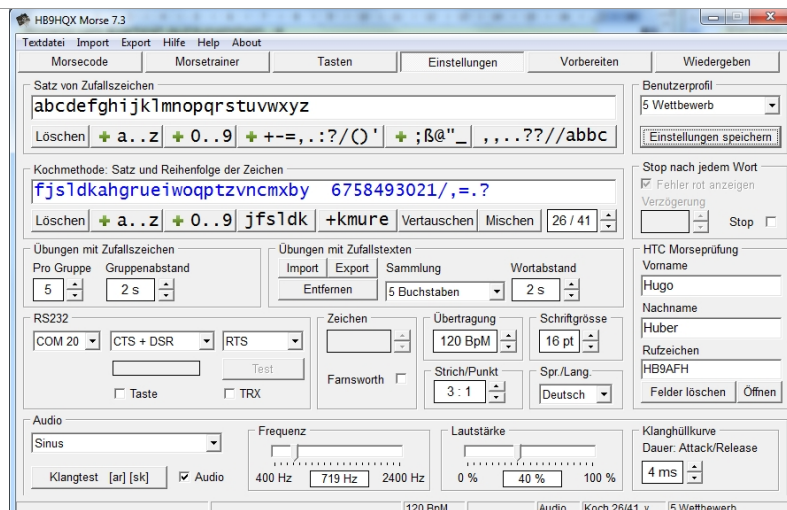 HB9HQX Morse 7.3
Textdatei Import Export Hilfe Help About
Morsecode Morsetrainer Tasten Einstellungen Vorbereiten Wiedergeben
Satz von Zufallszeichen
abcdefghijklmnopqrstuvwxyz
Löschen + a..z + 0..9 + +-=,.:?/()' + ;ß@"_ ,,..??//abbc
Benutzerprofil
5 Wettbewerb
Einstellungen speichern
Kochmethode: Satz und Reihenfolge der Zeichen
fjsldkahgrueiwoqptzvncmxby 6758493021/,=.?
Löschen + a..z + 0..9 jfsldk +kmure Vertauschen Mischen 26 / 41
Stop nach jedem Wort
Fehler rot anzeigen
Verzögerung
Stop
Übungen mit Zufallszeichen
Pro Gruppe Gruppenabstand
5 2 s
Übungen mit Zufallstexten
Import Export Sammlung Wortabstand
Entfernen 5 Buchstaben 2 s
HTC Morseprüfung
Vorname
Hugo
Nachname
Huber
Rufzeichen
HB9AFH
Felder löschen Öffnen
RS232
COM 20 CTS + DSR RTS
Test
Taste TRX
Zeichen
Farnsworth
Übertragung
120 BpM
Schriftgrösse
16 pt
Strich/Punkt
3 : 1
Spr./Lang.
Deutsch
Audio
Sinus
Klangtest [ar] [sk] Audio
Frequenz
400 Hz 719 Hz 2400 Hz
Lautstärke
0 % 40 % 100 %
Klanghüllkurve
Dauer: Attack/Release
4 ms
120 BpM Audio Koch 26/41 y 5 Wettbewerb